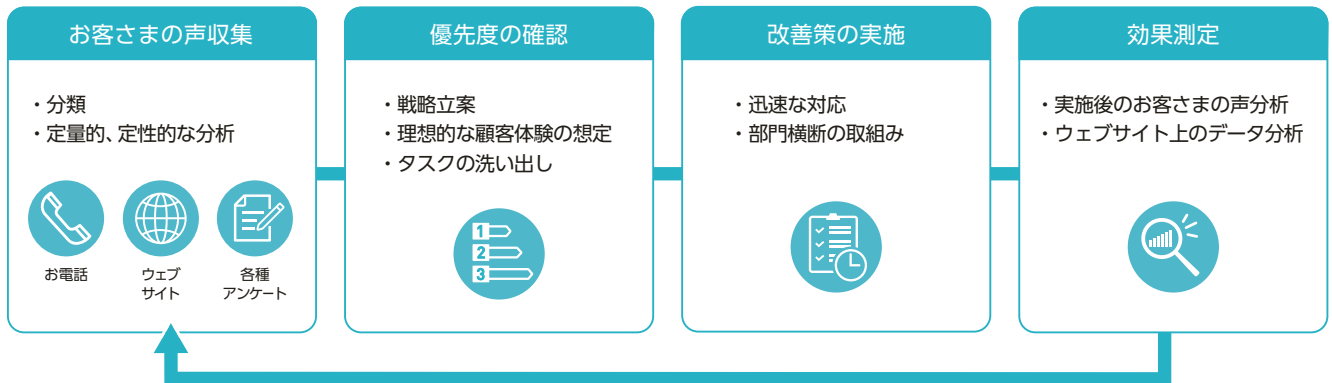 お客さまの声収集
・分類
・定量的、定性的な分析
お電話
ウェブ
サイト
各種
アンケート
優先度の確認
・戦略立案
・理想的な顧客体験の想定
・タスクの洗い出し
1
2
3
改善策の実施
・迅速な対応
・部門横断の取組み
効果測定
・実施後のお客さまの声分析
・ウェブサイト上のデータ分析